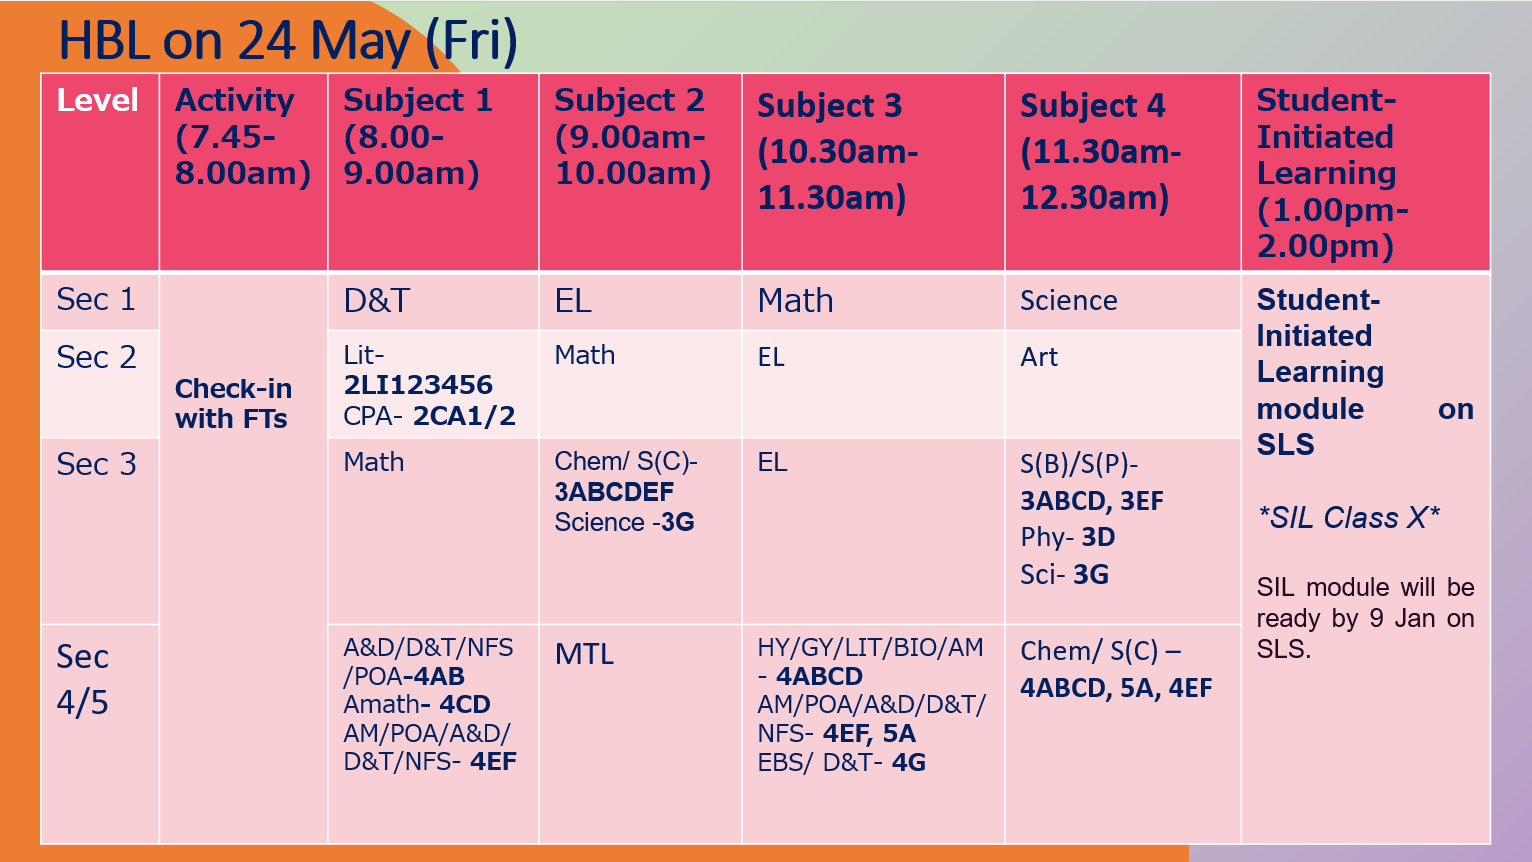 HBL on 24 May (Fri)
Level
Activity
(7.45-
8.00am)
Subject 1
(8.00-
9.00am)
Subject 2
(9.00am-
10.00am)
Subject 3
(10.30am-
11.30am)
Subject 4
(11.30am-
12.30am)
Student-
Initiated
Learning
(1.00pm-
2.00pm)
Sec 1
Check-in
with FTs
D&T
EL
Math
Science
Student-
Initiated
Learning
module on
SLS
*SIL Class X*
SIL module will be
ready by 9 Jan on
SLS.
Sec 2
Lit-
2LI123456
CPA- 2CA1/2
Math
EL
Art
Sec 3
Math
Chem/ S(C)-
3ABCDEF
Science -3G
EL
S(B)/S(P)-
3ABCD, 3EF
Phy- 3D
Sci- 3G
Sec
4/5
A&D/D&T/NFS
/POA-4AB
Amath- 4CD
AM/POA/A&D/
D&T/NFS- 4EF
MTL
HY/GY/LIT/BIO/AM
- 4ABCD
AM/POA/A&D/D&T/
NFS- 4EF, 5A
EBS/ D&T- 4G
Chem/ S(C) –
4ABCD, 5A, 4EF